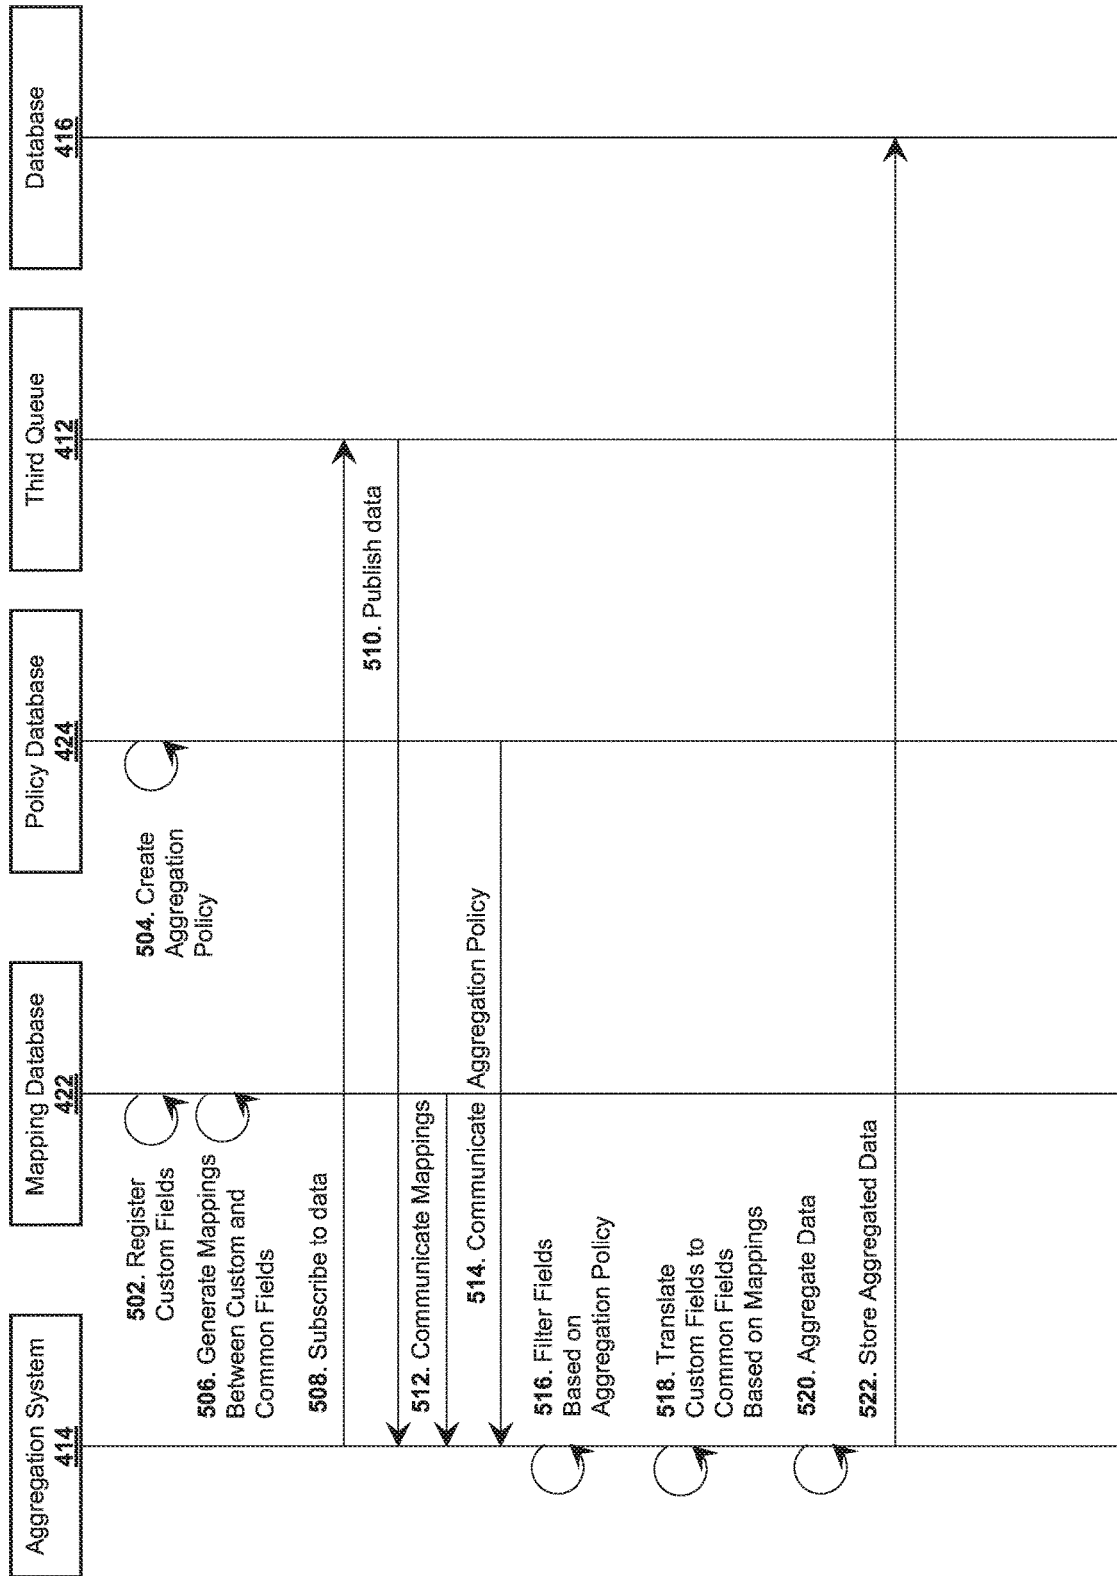 Aggregation System
414
Mapping Database
422
Policy Database
424
Third Queue
412
Database
416
502. Register
Custom Fields
504. Create
Aggregation
Policy
506. Generate Mappings
Between Custom and
Common Fields
508. Subscribe to data
510. Publish data
512. Communicate Mappings
514. Communicate Aggregation Policy
516. Filter Fields
Based on
Aggregation Policy
518. Translate
Custom Fields to
Common Fields
Based on Mappings
520. Aggregate Data
522. Store Aggregated Data